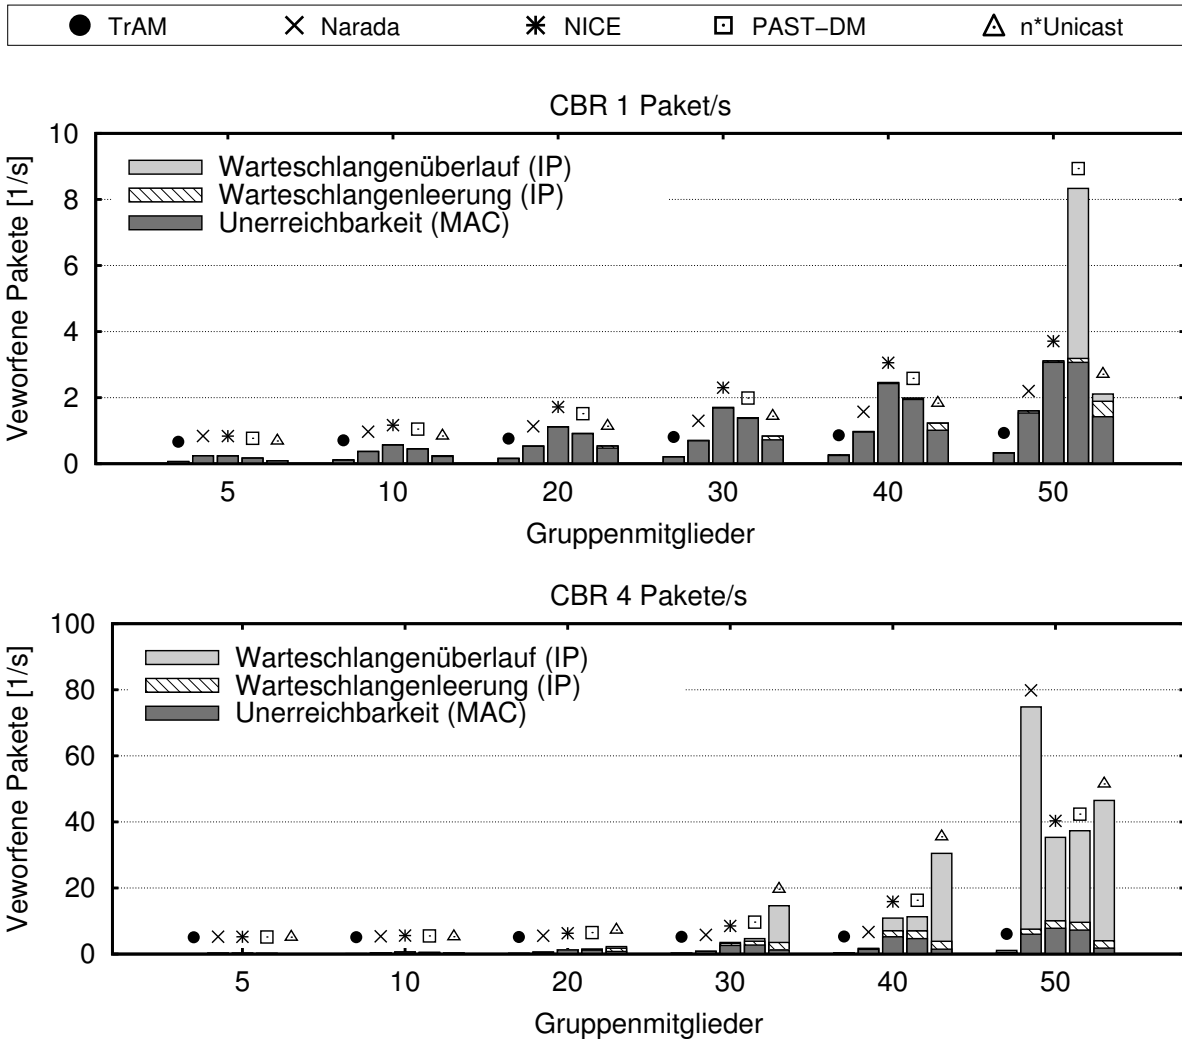 TrAM Narada NICE PAST−DM n*Unicast
CBR 1 Paket/s
Veworfene Pakete [1/s]
10
8
6
4
2
0
Warteschlangenüberlauf (IP)
Warteschlangenleerung (IP)
Unerreichbarkeit (MAC)
5 10 20 30 40 50
Gruppenmitglieder
CBR 4 Pakete/s
Veworfene Pakete [1/s]
100
80
60
40
20
0
Warteschlangenüberlauf (IP)
Warteschlangenleerung (IP)
Unerreichbarkeit (MAC)
5 10 20 30 40 50
Gruppenmitglieder